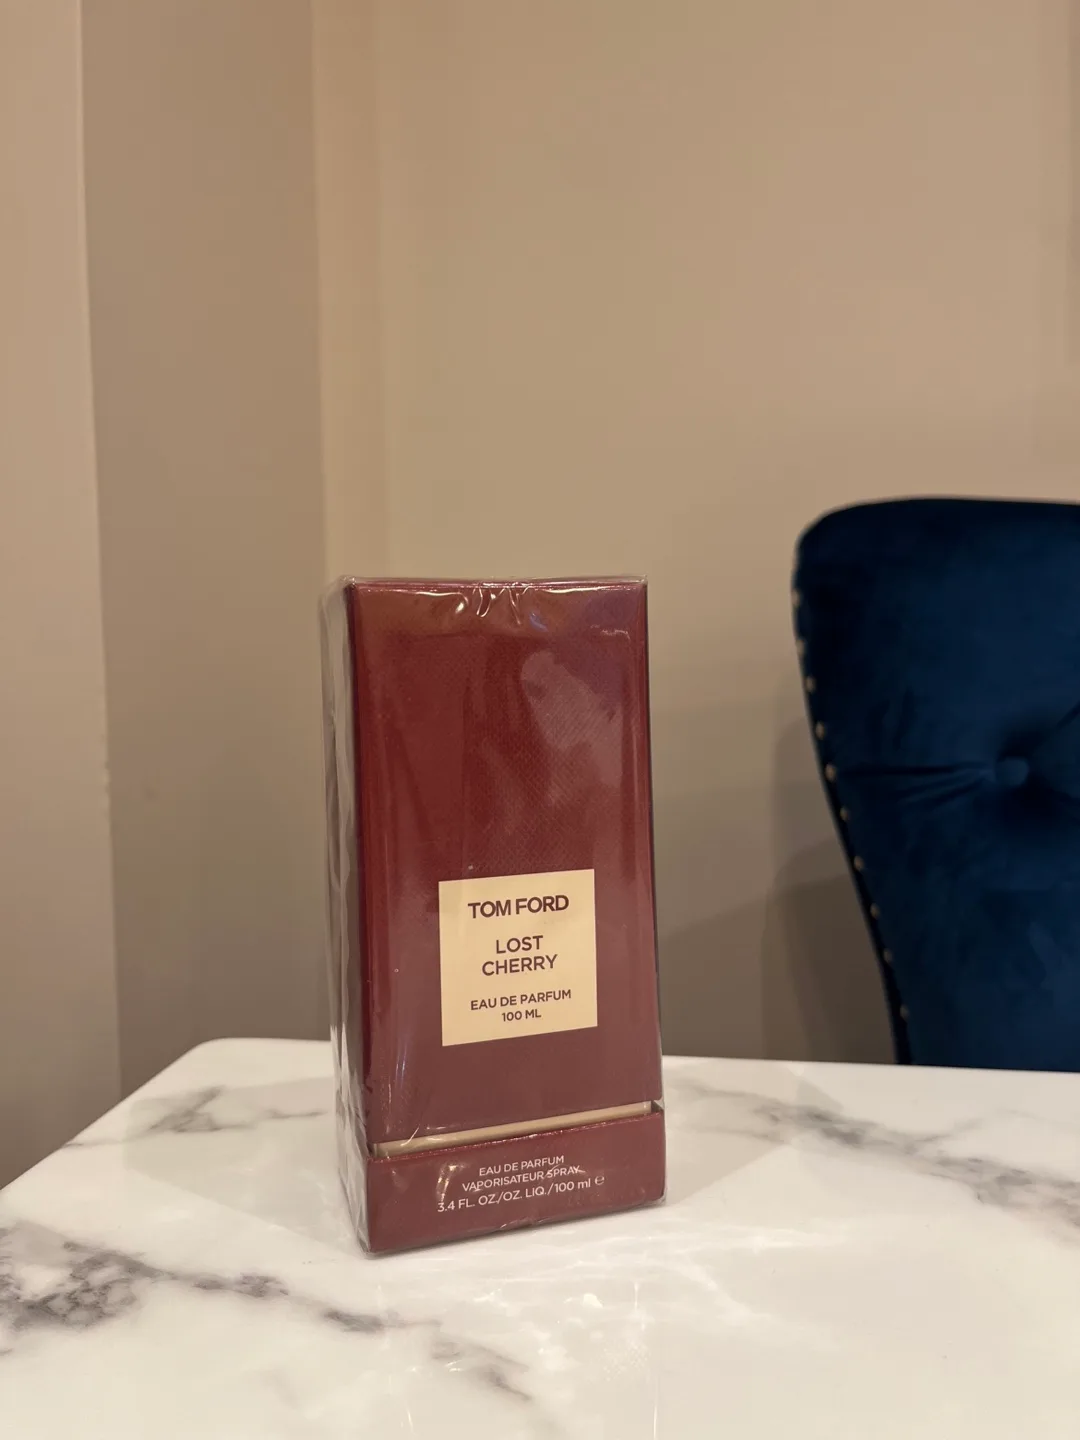 TOM FORD
LOST
CHERRY
EAU DE PARFUM
100 ML
EAU DE PARFUM
VAPORISATEUR SPRAY
3.4 FL. OZ./OZ. LIQ./100 ml ℮